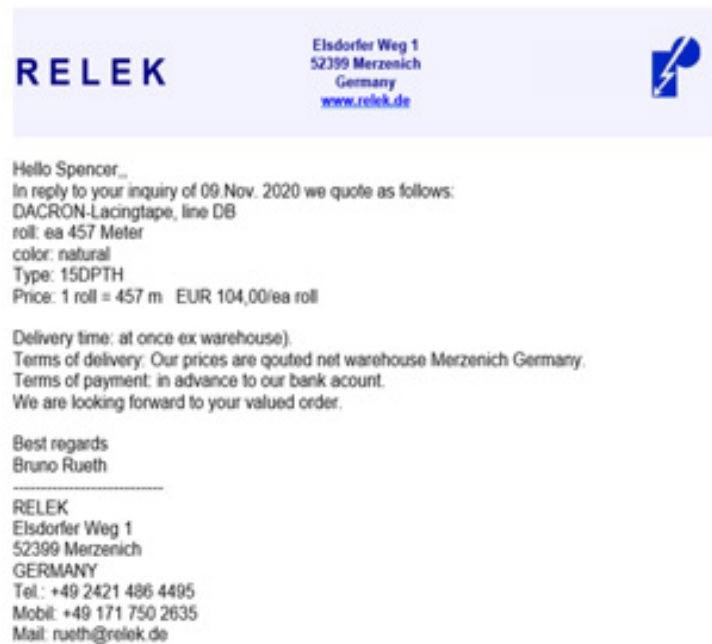 RELEK
Elsdorfer Weg 1
52399 Merzenich
Germany
www.relek.de
Hello Spencer,,
In reply to your inquiry of 09.Nov. 2020 we quote as follows:
DACRON-Lacingtape, line DB
roll: ea 457 Meter
color: natural
Type: 15DPTH
Price: 1 roll = 457 m   EUR 104,00/ea roll
Delivery time: at once ex warehouse).
Terms of delivery: Our prices are qouted net warehouse Merzenich Germany.
Terms of payment: in advance to our bank acount.
We are looking forward to your valued order.
Best regards
Bruno Rueth
------------------------------
RELEK
Elsdorfer Weg 1
52399 Merzenich
GERMANY
Tel.: +49 2421 486 4495
Mobil: +49 171 750 2635
Mail: rueth@relek.de